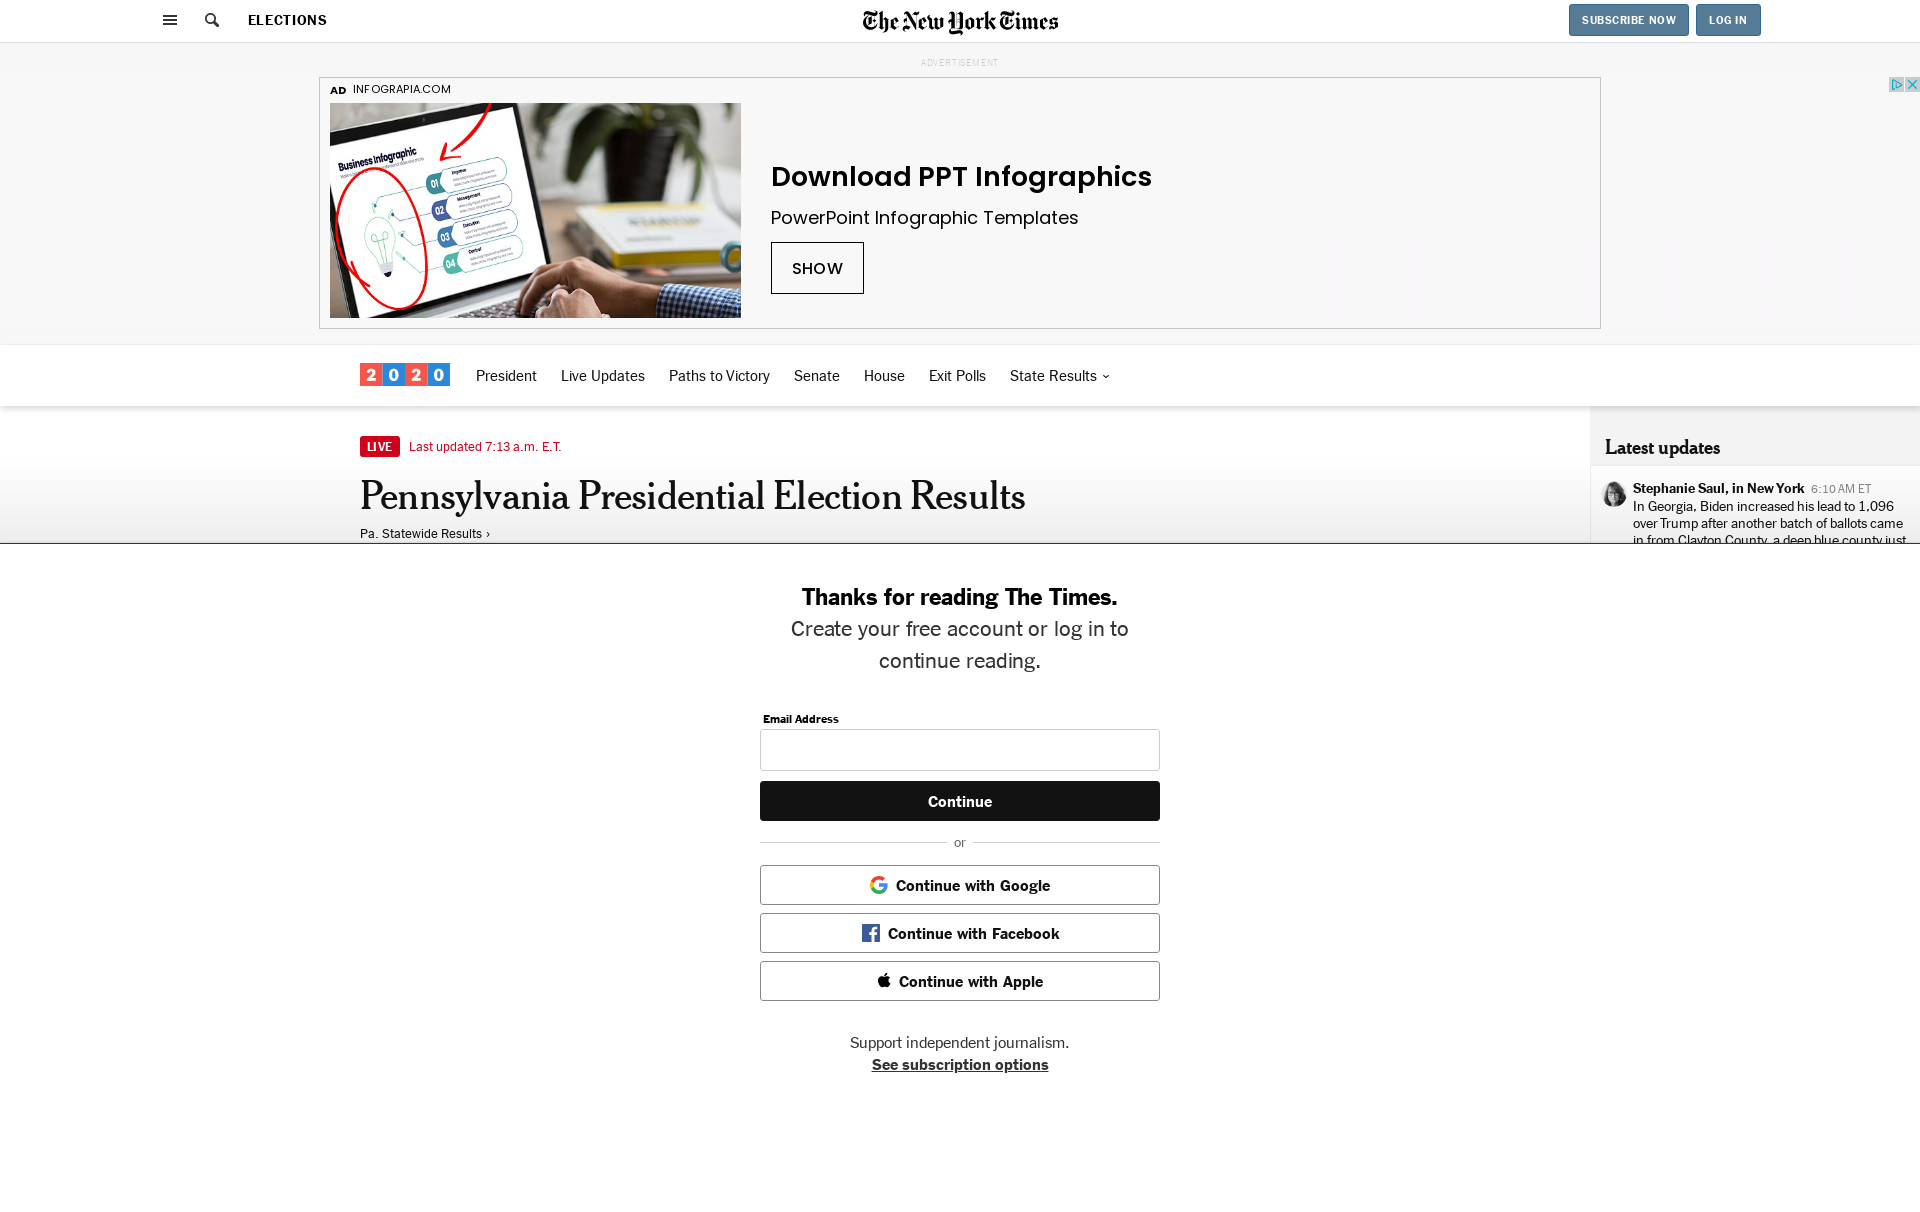 ELECTIONS
The New York Times
SUBSCRIBE NOW
LOG IN
ADVERTISEMENT
AD INFOGRAPIA.COM
Business Infographic
01
02
03
04
Download PPT Infographics
PowerPoint Infographic Templates
SHOW
2020
President
Live Updates
Paths to Victory
Senate
House
Exit Polls
State Results
LIVE Last updated 7:13 a.m. E.T.
Pennsylvania Presidential Election Results
Pa. Statewide Results ›
Latest updates
Stephanie Saul, in New York 6:10 AM ET
In Georgia, Biden increased his lead to 1,096
over Trump after another batch of ballots came
in from Clayton County, a deep blue county just
Thanks for reading The Times.
Create your free account or log in to
continue reading.
Email Address
Continue
or
Continue with Google
Continue with Facebook
Continue with Apple
Support independent journalism.
See subscription options